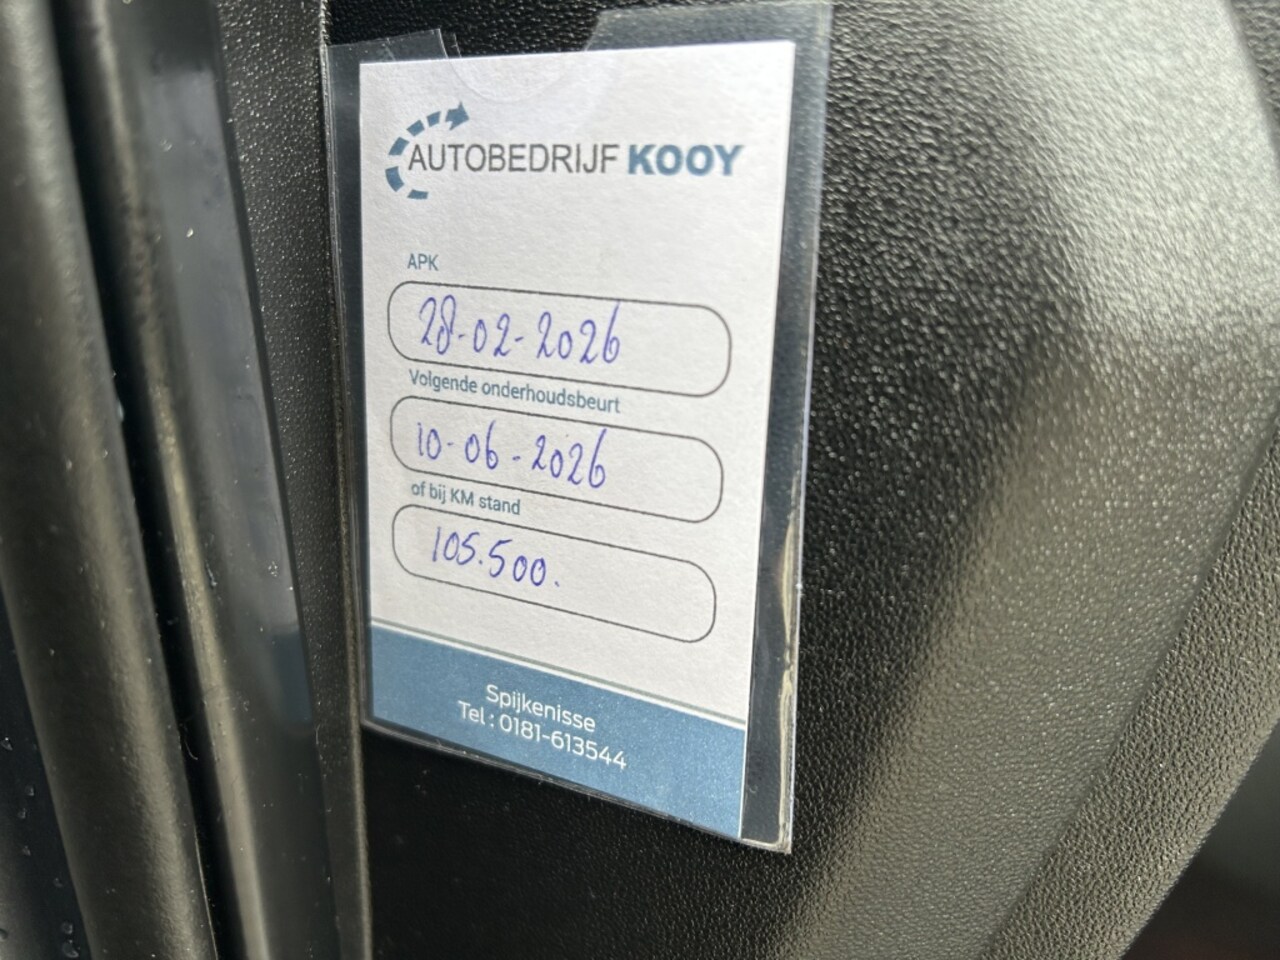 AUTOBEDRIJF KOOY
APK
28-02-2026
Volgende onderhoudsbeurt
10-06-2026
of bij KM stand
105.500.
Spijkenisse
Tel : 0181-613544